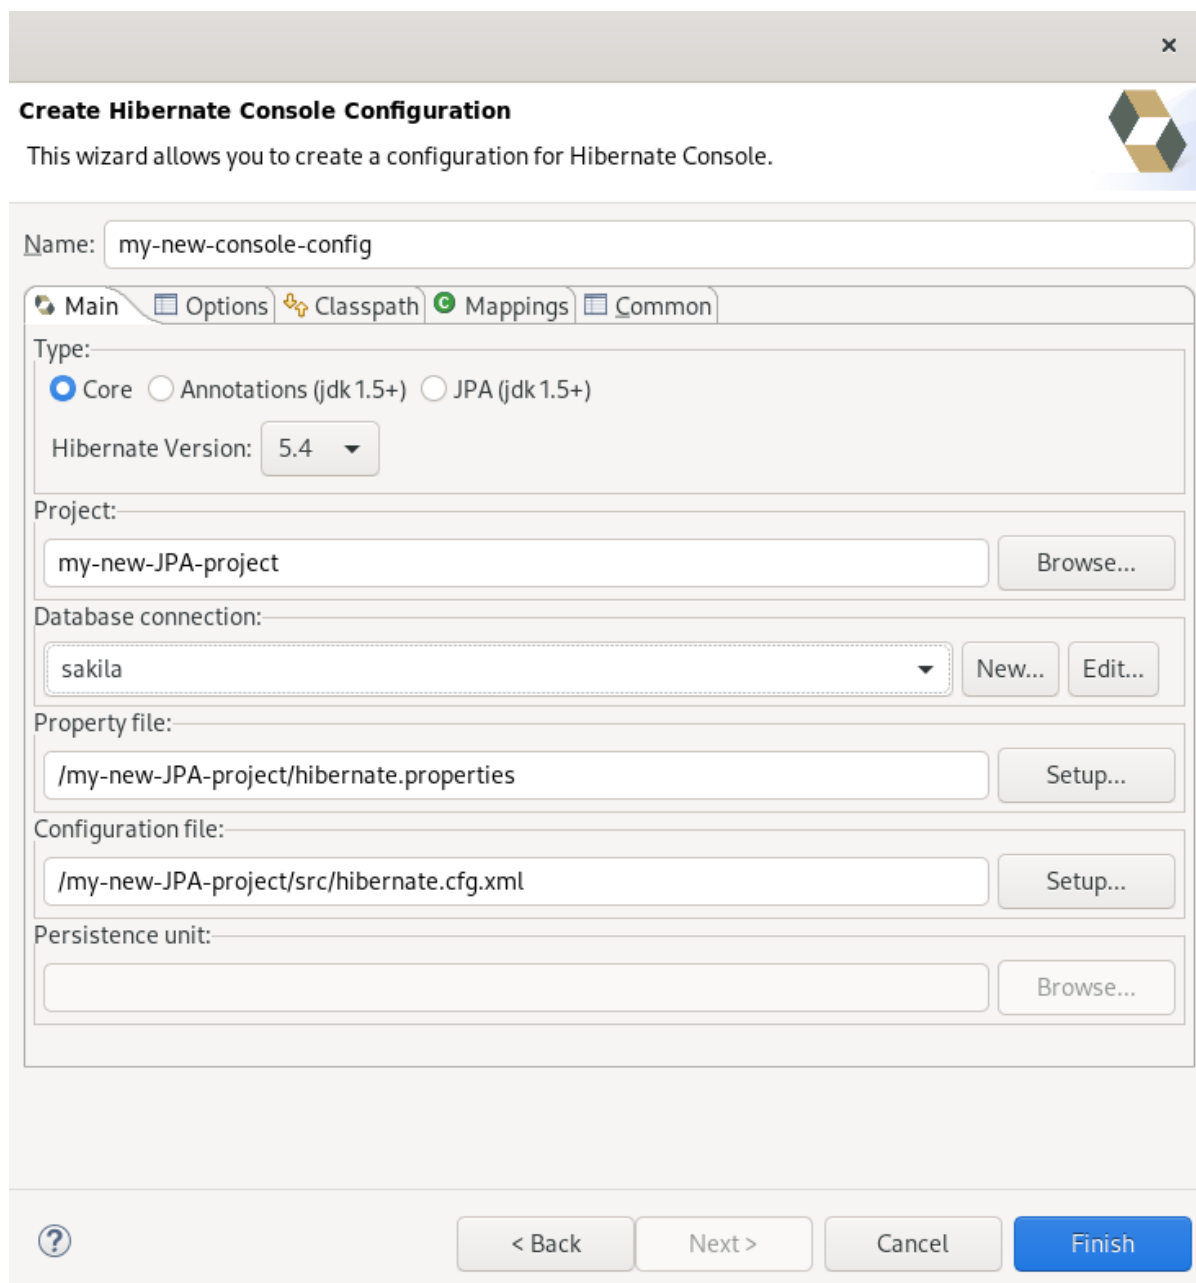 ×
Create Hibernate Console Configuration
This wizard allows you to create a configuration for Hibernate Console.
Name: my-new-console-config
Main Options Classpath C Mappings Common
Type:
Core Annotations (jdk 1.5+) JPA (jdk 1.5+)
Hibernate Version: 5.4
Project:
my-new-JPA-project Browse...
Database connection:
sakila New... Edit...
Property file:
/my-new-JPA-project/hibernate.properties Setup...
Configuration file:
/my-new-JPA-project/src/hibernate.cfg.xml Setup...
Persistence unit:
Browse...
? < Back Next > Cancel Finish